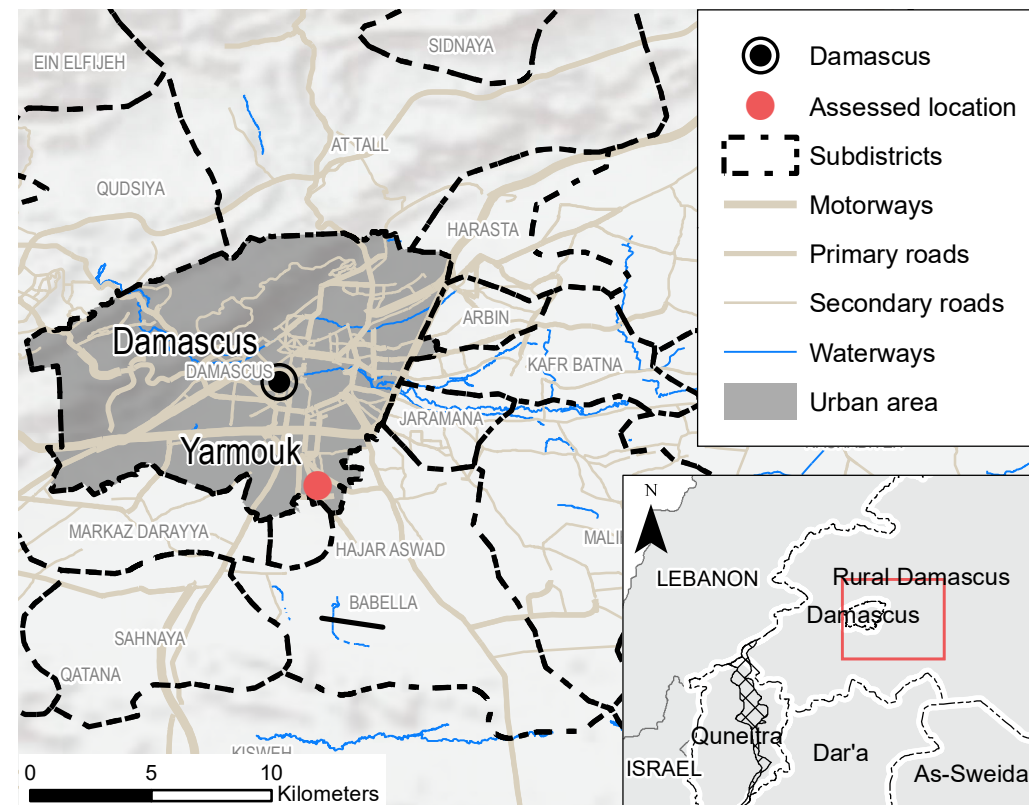 SIDNAYA
EIN ELFIJEH
AT TALL
QUDSIYA
HARASTA
ARBIN
Damascus
DAMASCUS
KAFR BATNA
JARAMANA
Yarmouk
MARKAZ DARAYYA
HAJAR ASWAD
BABELLA
SAHNAYA
QATANA
KISWEH
0 5 10
Kilometers
Damascus
Assessed location
Subdistricts
Motorways
Primary roads
Secondary roads
Waterways
Urban area
N
LEBANON
Rural Damascus
Damascus
Quneitra
Dar'a
ISRAEL
As-Sweida